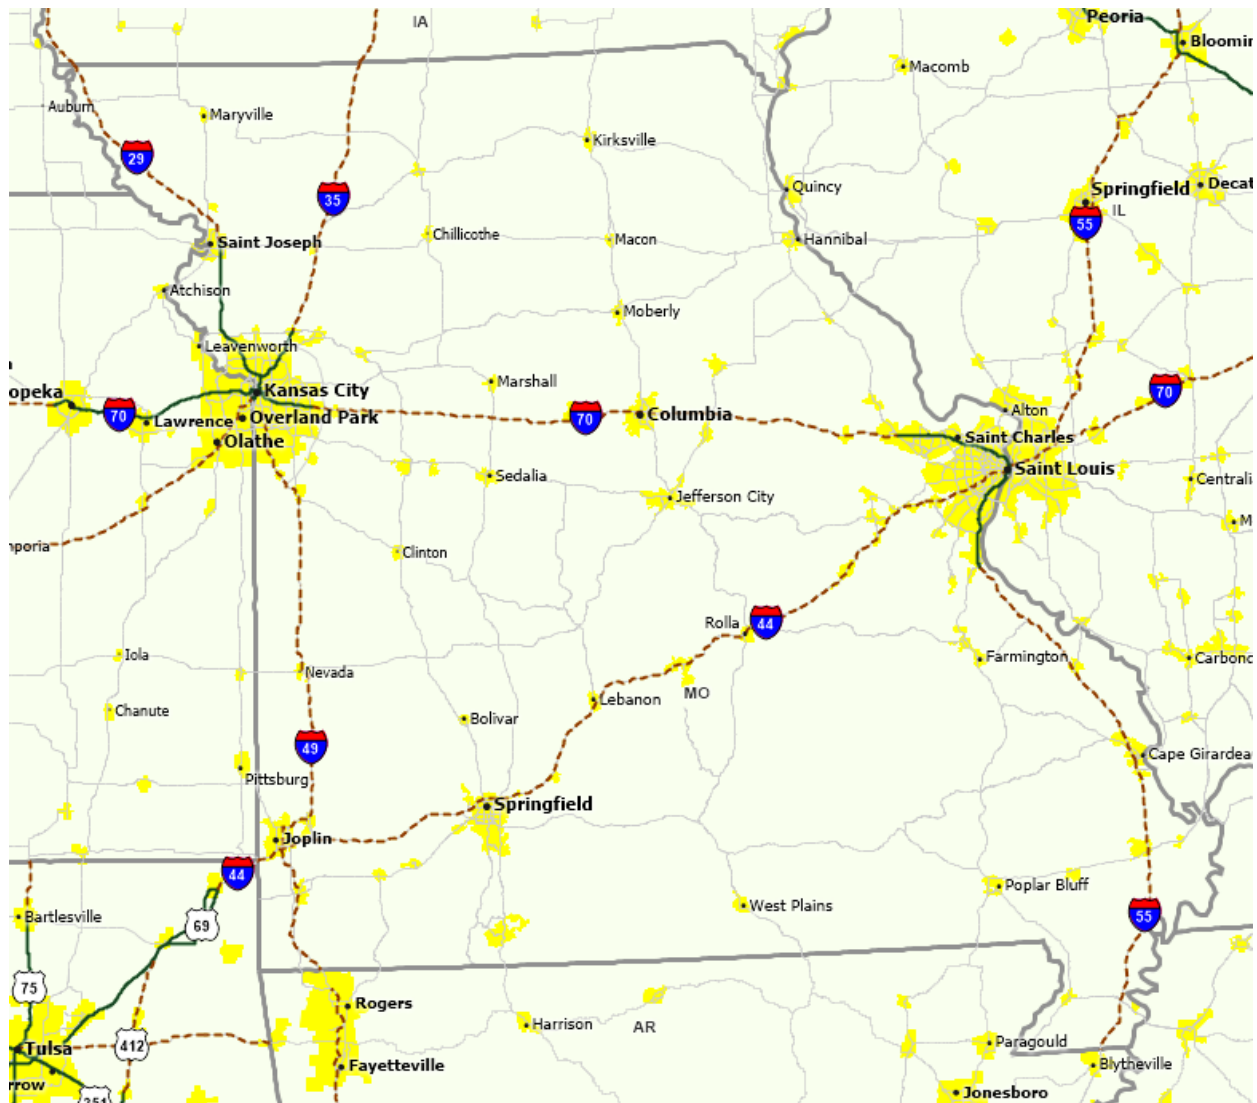 IA
Peoria
Bloomin
Macomb
Auburn
Maryville
Kirksville
29
35
Quincy
Springfield
Decat
IL
55
Saint Joseph
Chillicothe
Macon
Hannibal
Atchison
Moberly
Leavenworth
Kansas City
Marshall
70
opeka
70
Lawrence
Overland Park
70
Columbia
Alton
Olathe
Saint Charles
Saint Louis
Sedalia
Jefferson City
Centralia
M
mporia
Clinton
Rolla
44
Iola
Nevada
Farmington
Carbond
MO
Lebanon
Chanute
Bolivar
49
Pittsburg
Cape Girardea
Springfield
Joplin
44
Poplar Bluff
Bartlesville
69
West Plains
55
75
Rogers
Harrison
AR
412
Tulsa
Paragould
Fayetteville
Blytheville
rrow
351
Jonesboro